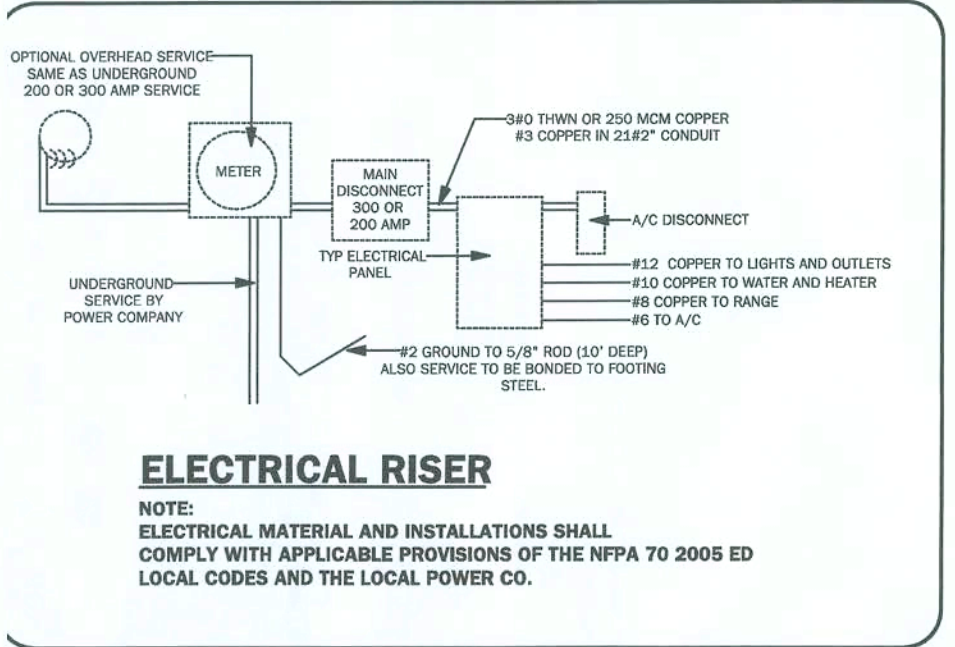 OPTIONAL OVERHEAD SERVICE
SAME AS UNDERGROUND
200 OR 300 AMP SERVICE
METER
MAIN
DISCONNECT
300 OR
200 AMP
3#0 THWN OR 250 MCM COPPER
#3 COPPER IN 21#2" CONDUIT
A/C DISCONNECT
TYP ELECTRICAL
PANEL
#12 COPPER TO LIGHTS AND OUTLETS
#10 COPPER TO WATER AND HEATER
#8 COPPER TO RANGE
#6 TO A/C
UNDERGROUND
SERVICE BY
POWER COMPANY
#2 GROUND TO 5/8" ROD (10' DEEP)
ALSO SERVICE TO BE BONDED TO FOOTING
STEEL.
ELECTRICAL RISER
NOTE:
ELECTRICAL MATERIAL AND INSTALLATIONS SHALL
COMPLY WITH APPLICABLE PROVISIONS OF THE NFPA 70 2005 ED
LOCAL CODES AND THE LOCAL POWER CO.